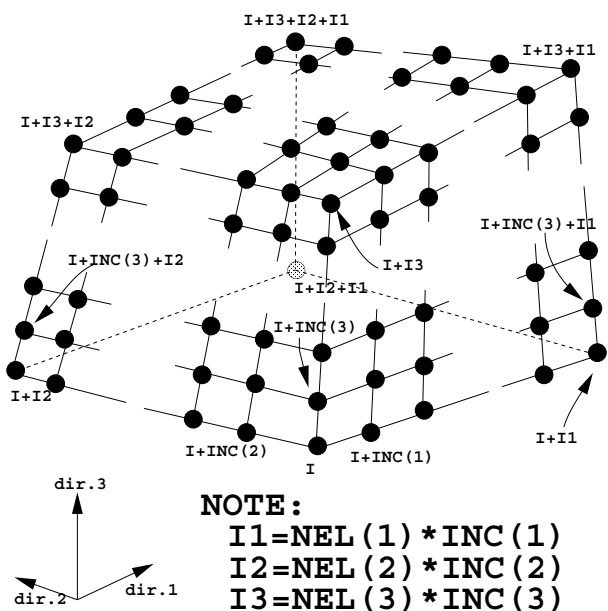 I+I3+I2+I1
I+I3+I1
I+I3+I2
I+INC(3)+I1
I+INC(3)+I2
I+I3
I+I2+I1
I+INC(3)
I+I2
I+I1
I+INC(2)
I
I+INC(1)
dir.3
dir.2
dir.1
NOTE:
I1=NEL(1)*INC(1)
I2=NEL(2)*INC(2)
I3=NEL(3)*INC(3)